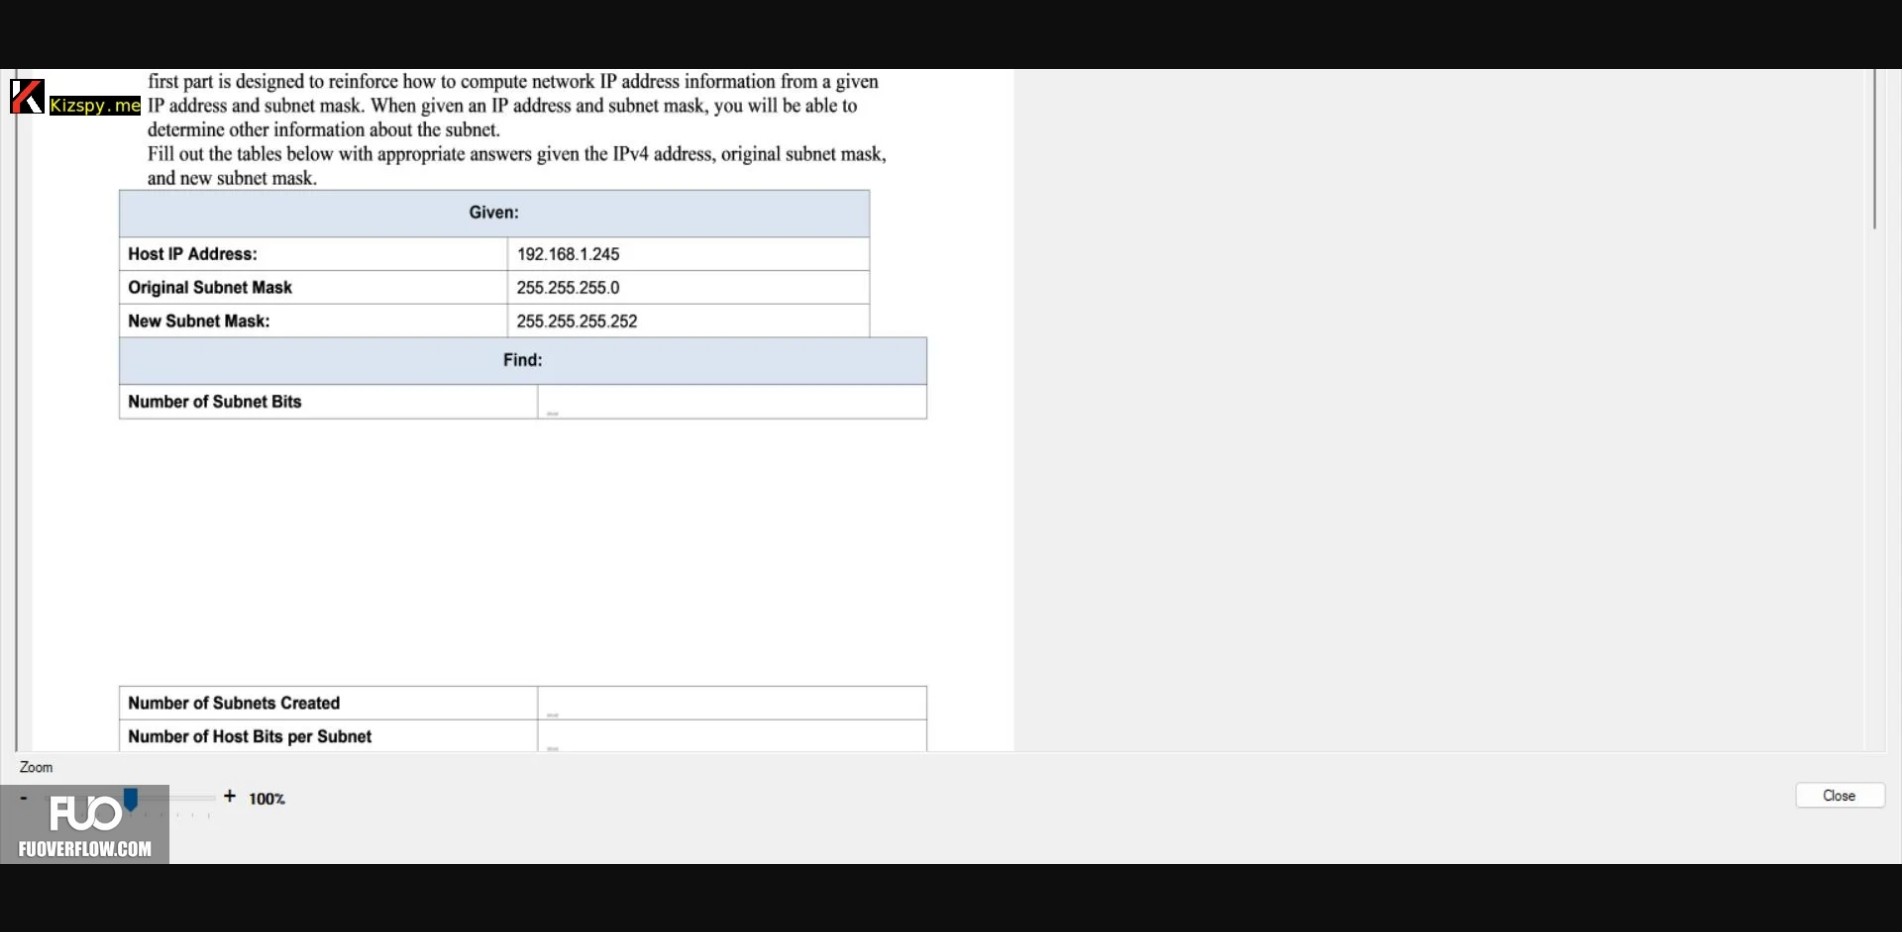 first part is designed to reinforce how to compute network IP address information from a given
Kizspy.me
IP address and subnet mask. When given an IP address and subnet mask, you will be able to
determine other information about the subnet.
Fill out the tables below with appropriate answers given the IPv4 address, original subnet mask,
and new subnet mask.
Given:
Host IP Address: 192.168.1.245
Original Subnet Mask 255.255.255.0
New Subnet Mask: 255.255.255.252
Find:
Number of Subnet Bits
Number of Subnets Created
Number of Host Bits per Subnet
Zoom
- + 100%
Close
FUO
FUOVERFLOW.COM